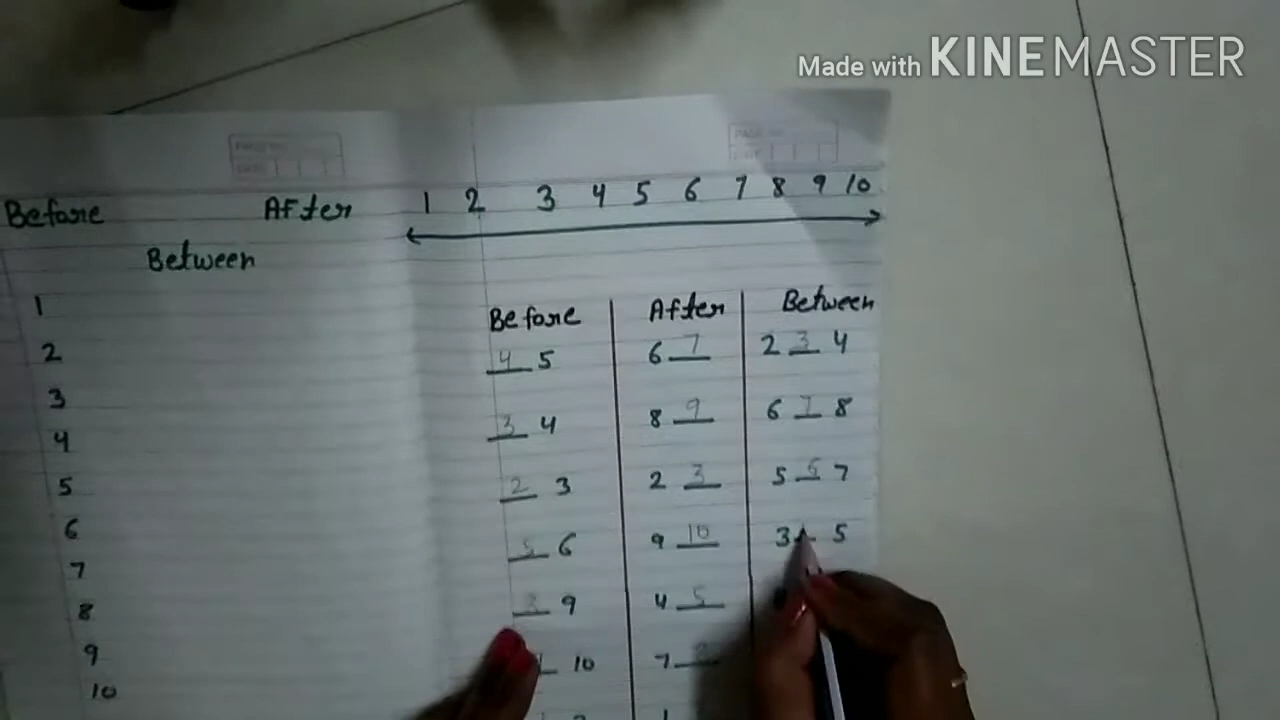 Made with KINEMASTER
PAGE No.
DATE
Before After
Between
1
2
3
4
5
6
7
8
9
10
1 2 3 4 5 6 7 8 9 10
Before After Between
4 5 6 7 2 3 4
3 4 8 9 6 7 8
2 3 2 3 5 6 7
5 6 9 10 3 5
9 4 5
10 7